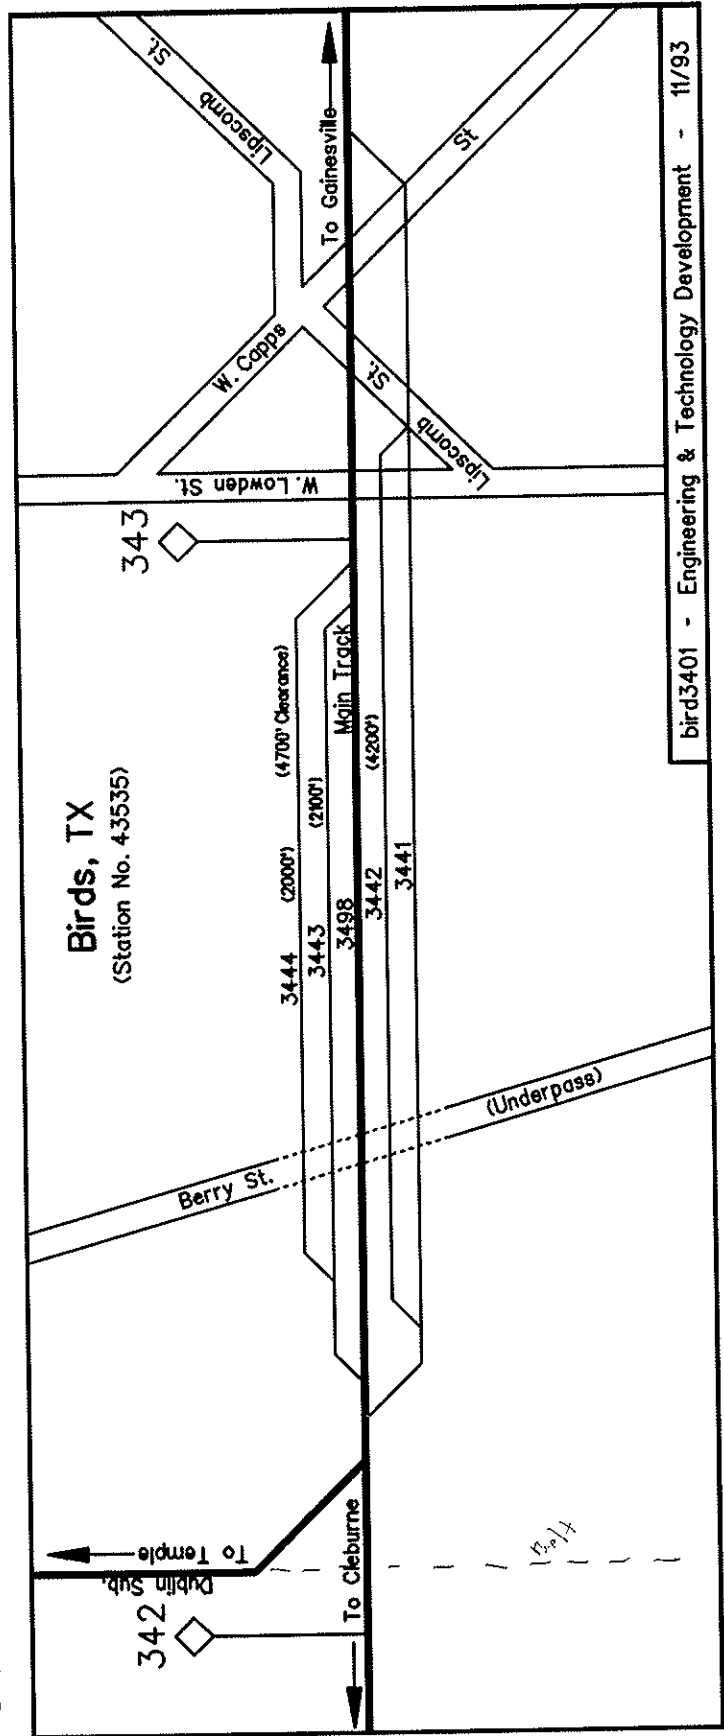 Birds, TX
(Station No. 43535)
342
343
To Temple
Dublin Sub.
To Cleburne
To Gainesville
Berry St.
(Underpass)
W. Lowden St.
W. Capps
St
Lipscomb
St.
Lipscomb
St.
3444 (2000') (4700' Clearance)
3443 (2100')
3498 Main Track
3442 (4200')
3441
bird3401 - Engineering & Technology Development - 11/93